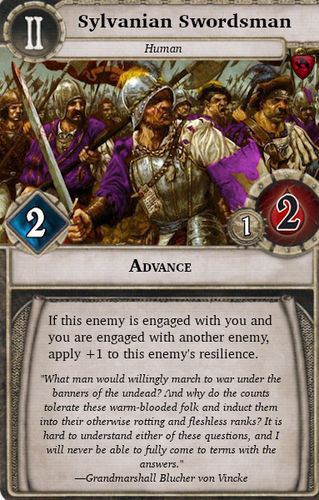 II
Sylvanian Swordsman
Human
2
1
2
ADVANCE
If this enemy is engaged with you and
you are engaged with another enemy,
apply +1 to this enemy's resilience.
"What man would willingly march to war under the
banners of the undead? And why do the counts
tolerate these warm-blooded folk and induct them
into their otherwise rotting and fleshless ranks? It is
hard to understand either of these questions, and I
will never be able to fully come to terms with the
answers."
—Grandmarshall Blucher von Vincke